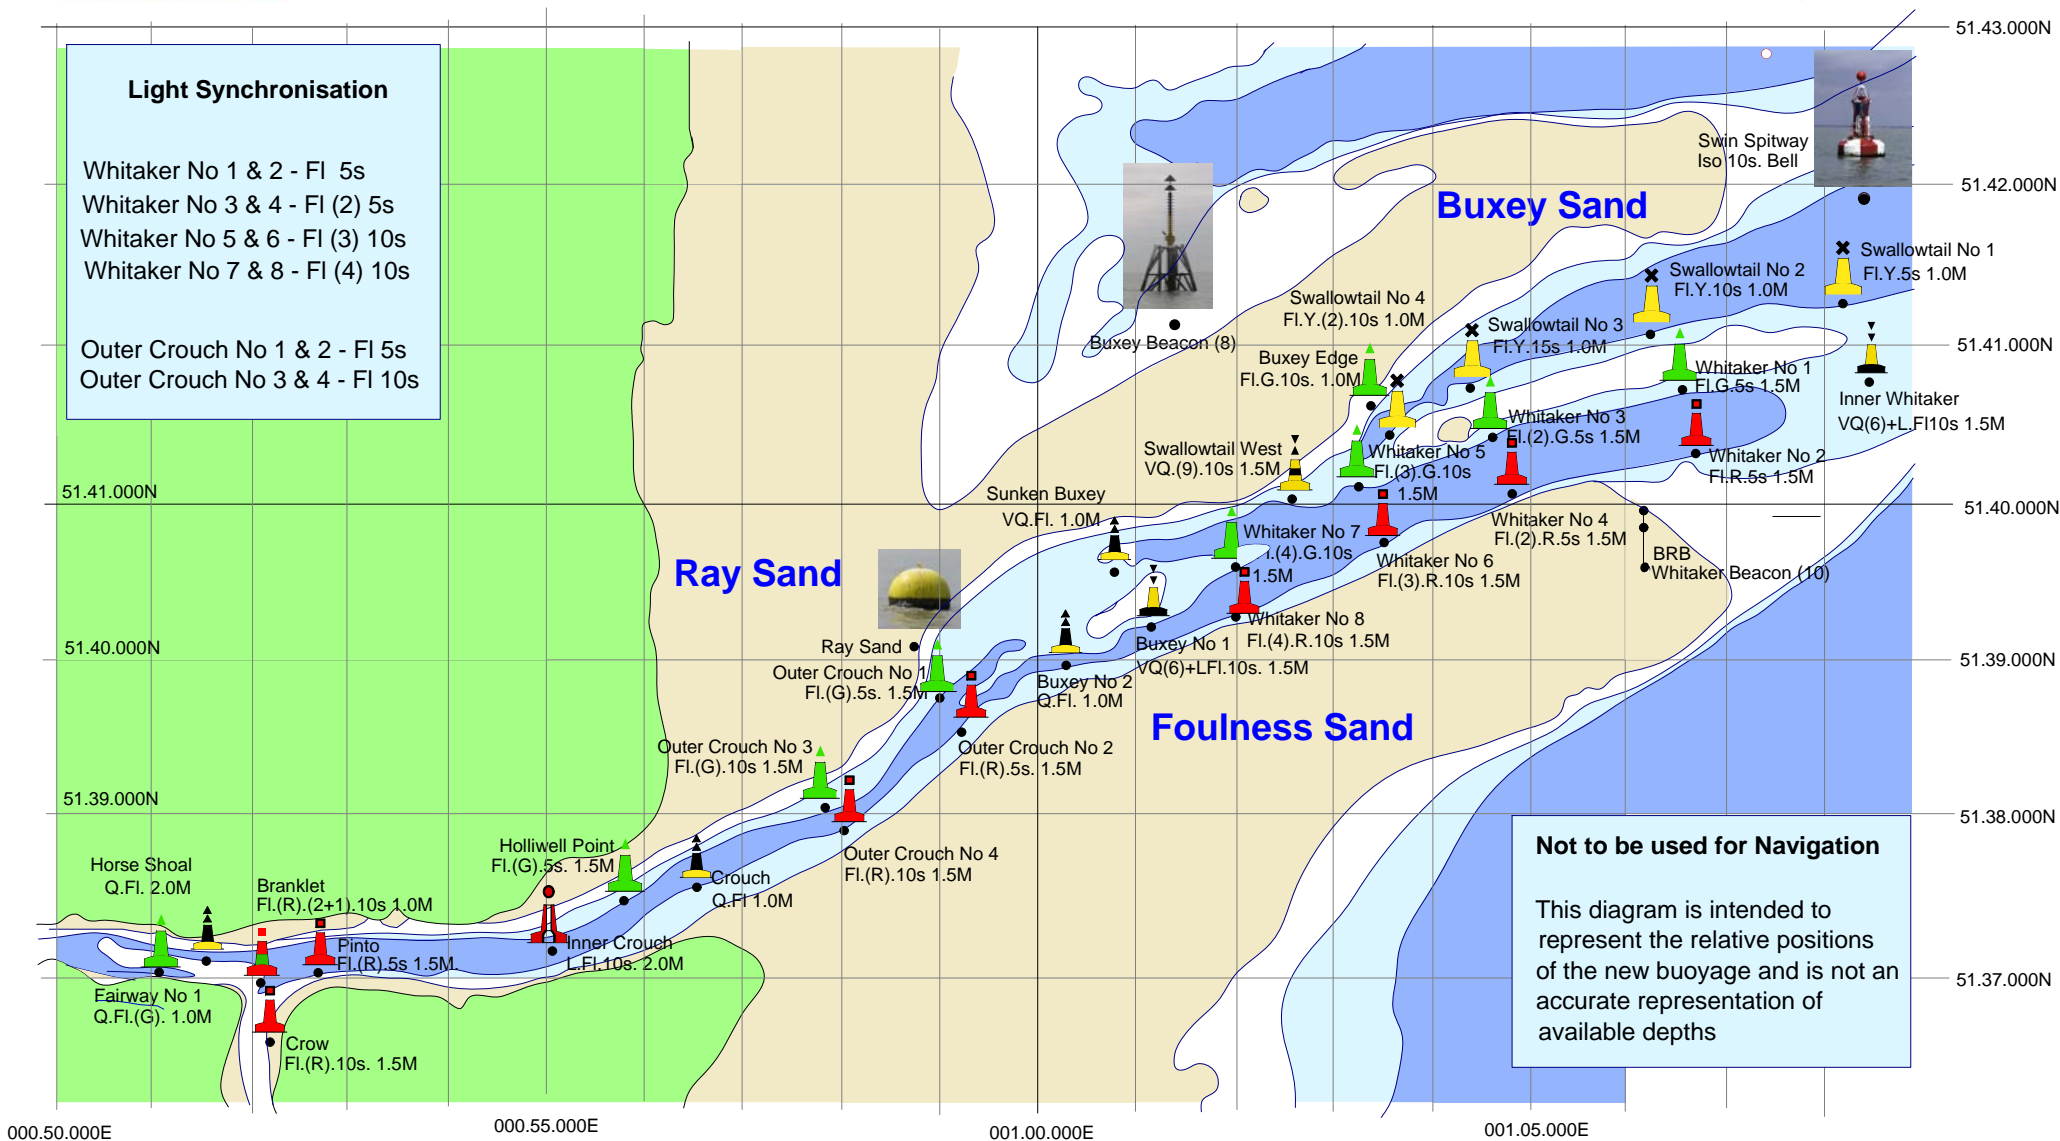 51.43.000N
Light Synchronisation
Whitaker No 1 & 2 - Fl  5s
Whitaker No 3 & 4 - Fl (2) 5s
Whitaker No 5 & 6 - Fl (3) 10s
Whitaker No 7 & 8 - Fl (4) 10s
Outer Crouch No 1 & 2 - Fl 5s
Outer Crouch No 3 & 4 - Fl 10s
Swin Spitway
Iso 10s. Bell
51.42.000N
Buxey Sand
Swallowtail No 1
Fl.Y.5s 1.0M
Swallowtail No 2
Fl.Y.10s 1.0M
Swallowtail No 4
Fl.Y.(2).10s 1.0M
Swallowtail No 3
Fl.Y.15s 1.0M
Buxey Beacon (8)
51.41.000N
Buxey Edge
Fl.G.10s. 1.0M
Whitaker No 1
Fl.G.5s 1.5M
Inner Whitaker
VQ(6)+L.Fl10s 1.5M
Whitaker No 3
Fl.(2).G.5s 1.5M
Whitaker No 2
Fl.R.5s 1.5M
Swallowtail West
VQ.(9).10s 1.5M
Whitaker No 5
Fl.(3).G.10s
1.5M
51.41.000N
Sunken Buxey
VQ.Fl. 1.0M
51.40.000N
Whitaker No 4
Fl.(2).R.5s 1.5M
Whitaker No 7
l.(4).G.10s
1.5M
Whitaker No 6
Fl.(3).R.10s 1.5M
BRB
Whitaker Beacon (10)
Ray Sand
Whitaker No 8
Fl.(4).R.10s 1.5M
Ray Sand
51.40.000N
Buxey No 1
VQ(6)+LFl.10s. 1.5M
51.39.000N
Outer Crouch No 1
Fl.(G).5s. 1.5M
Buxey No 2
Q.Fl. 1.0M
Foulness Sand
Outer Crouch No 3
Fl.(G).10s 1.5M
Outer Crouch No 2
Fl.(R).5s. 1.5M
51.39.000N
51.38.000N
Holliwell Point
Fl.(G).5s. 1.5M
Outer Crouch No 4
Fl.(R).10s 1.5M
Crouch
Q.Fl 1.0M
Horse Shoal
Q.Fl. 2.0M
Branklet
Fl.(R).(2+1).10s 1.0M
Pinto
Fl.(R).5s 1.5M.
Inner Crouch
L.Fl.10s. 2.0M
Fairway No 1
Q.Fl.(G). 1.0M
Crow
Fl.(R).10s. 1.5M
Not to be used for Navigation
This diagram is intended to
represent the relative positions
of the new buoyage and is not an
accurate representation of
available depths
51.37.000N
000.50.000E
000.55.000E
001.00.000E
001.05.000E